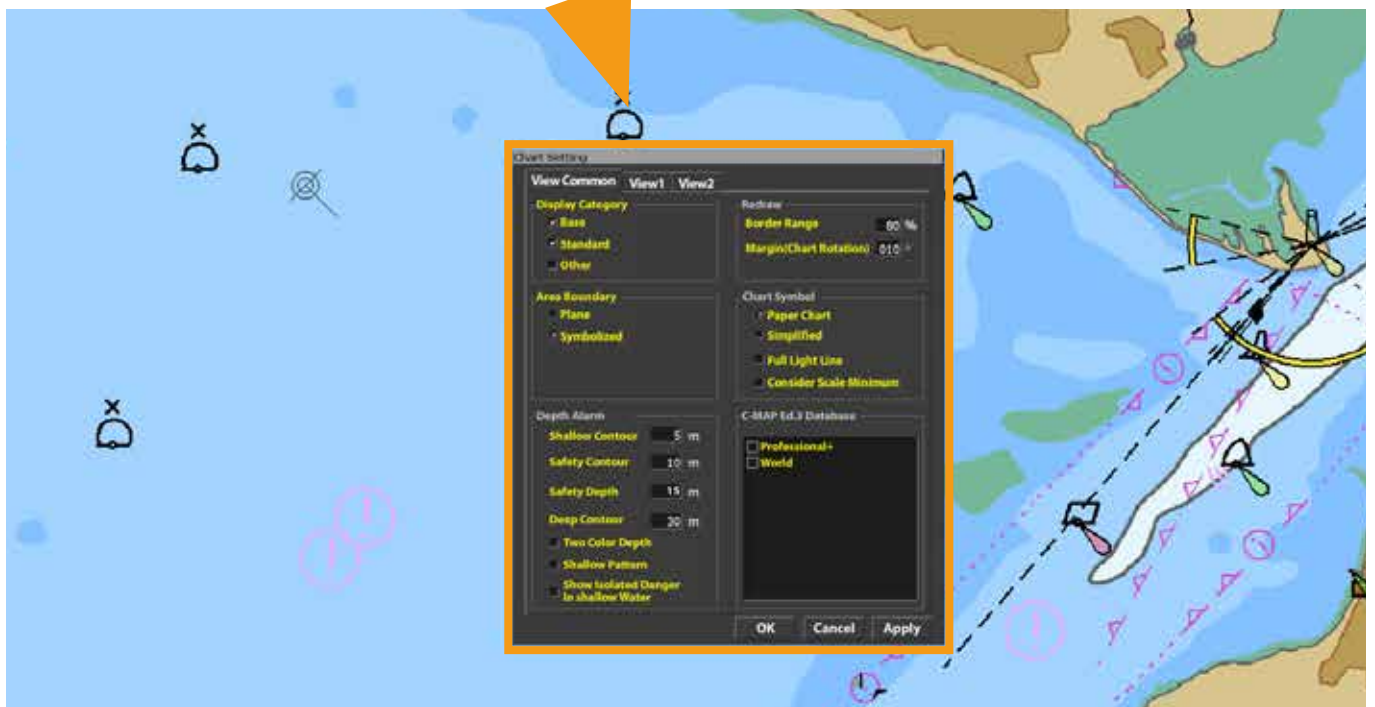 Chart Setting
View Common View1 View2
Display Category
Base
Standard
Other
Redraw
Border Range 80 %
Margin(Chart Rotation) 010 °
Area Boundary
Plane
Symbolized
Chart Symbol
Paper Chart
Simplified
Full Light Line
Consider Scale Minimum
Depth Alarm
Shallow Contour 5 m
Safety Contour 10 m
Safety Depth 15 m
Deep Contour 20 m
Two Color Depth
Shallow Pattern
Show Isolated Danger
In shallow Water
C-MAP Ed.3 Database
Professional+
World
OK Cancel Apply